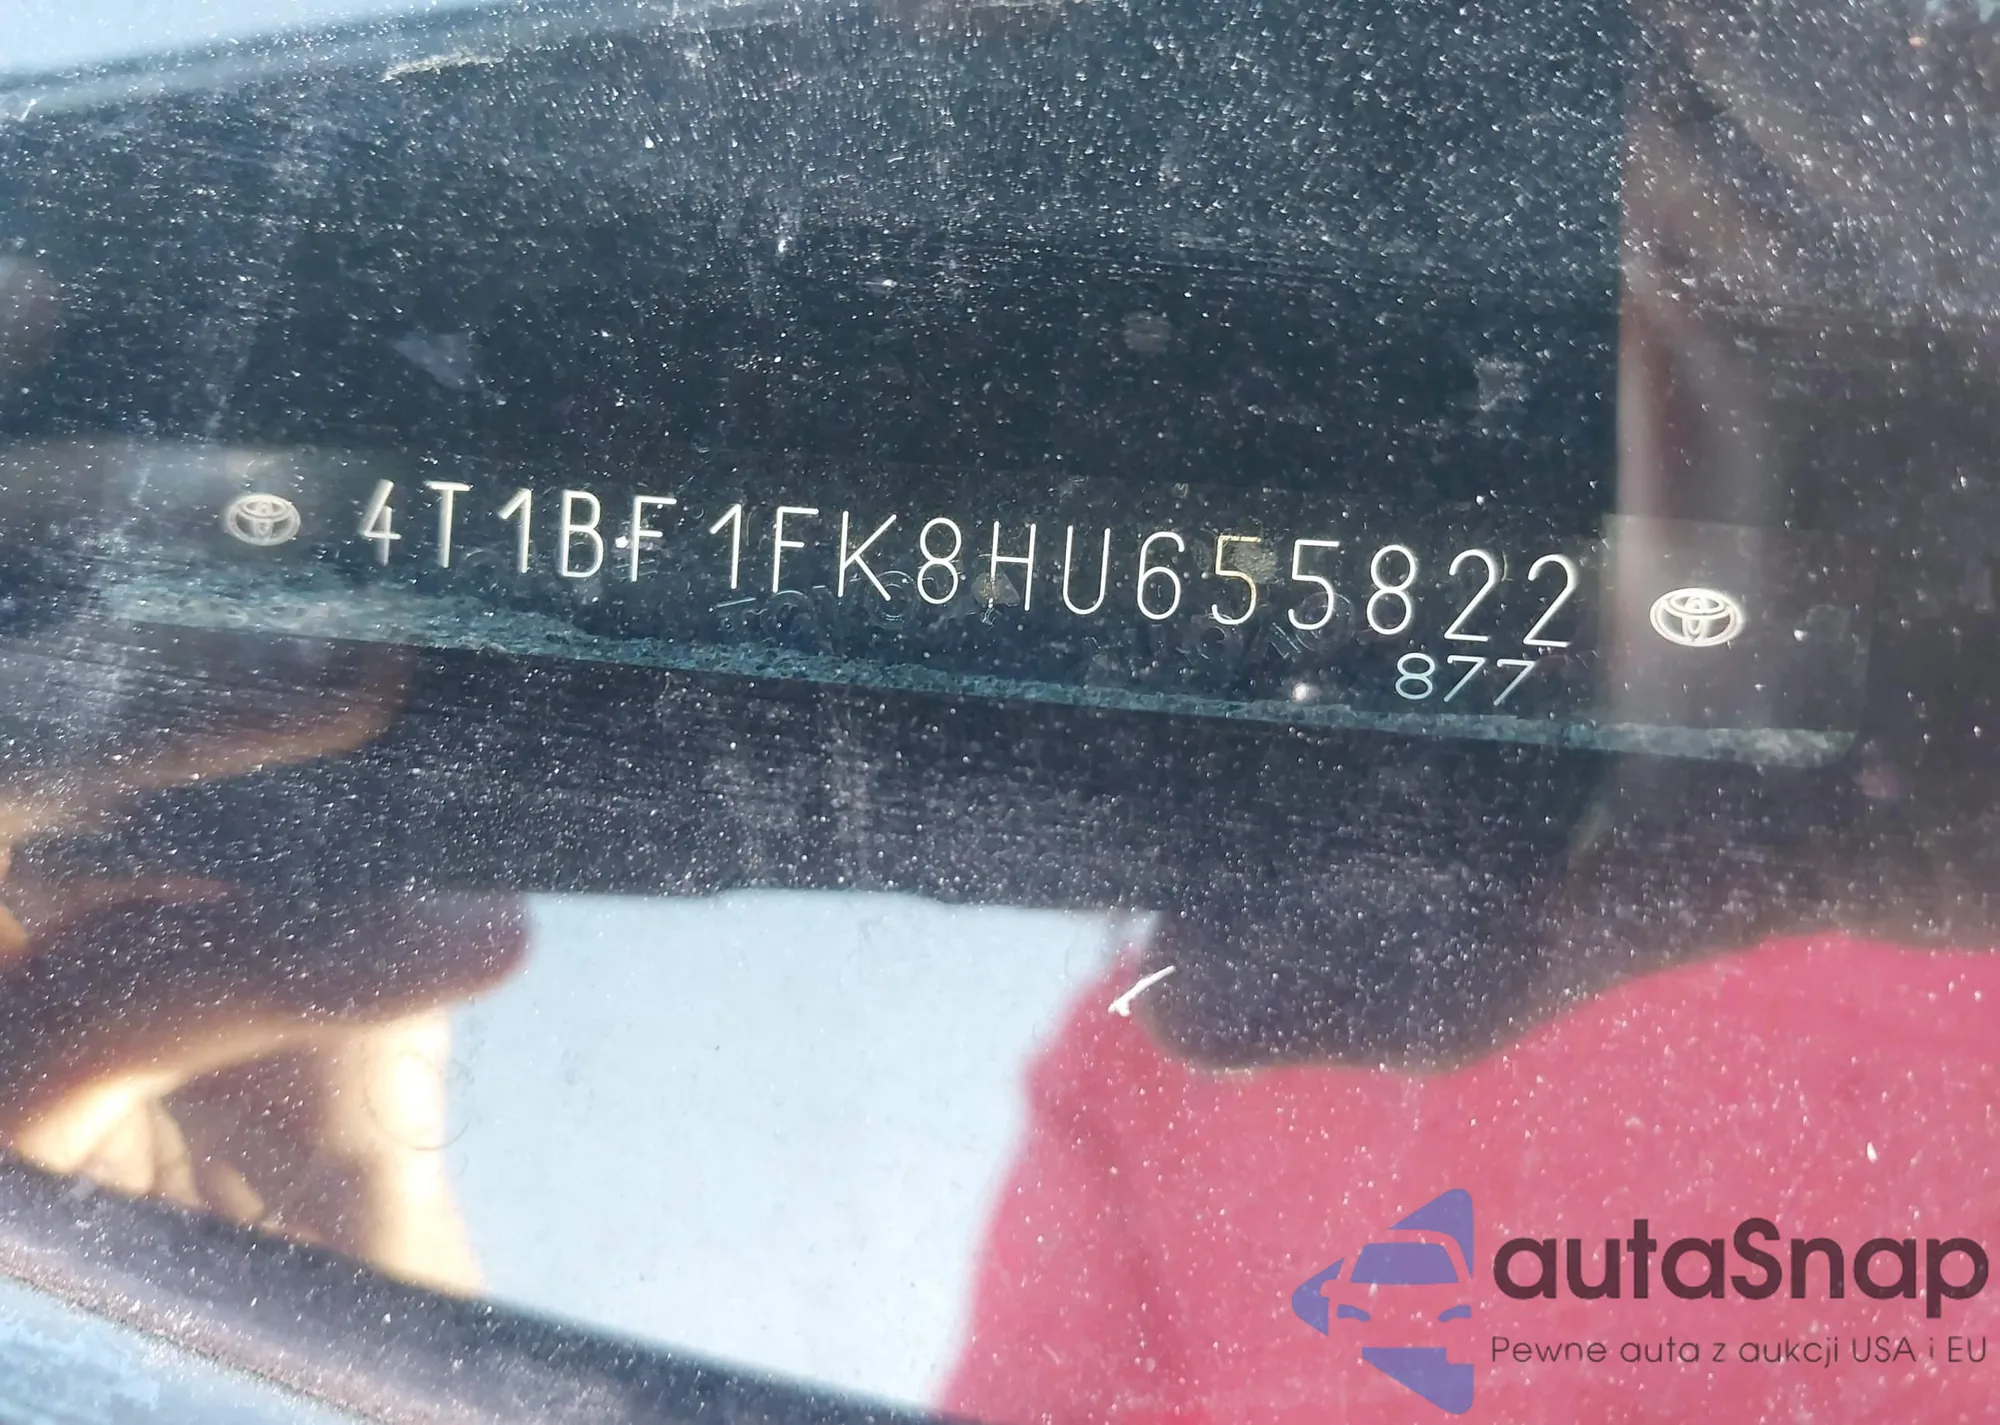 4T1BF1FK8HU655822
877
autaSnap
Pewne auta z aukcji USA i EU